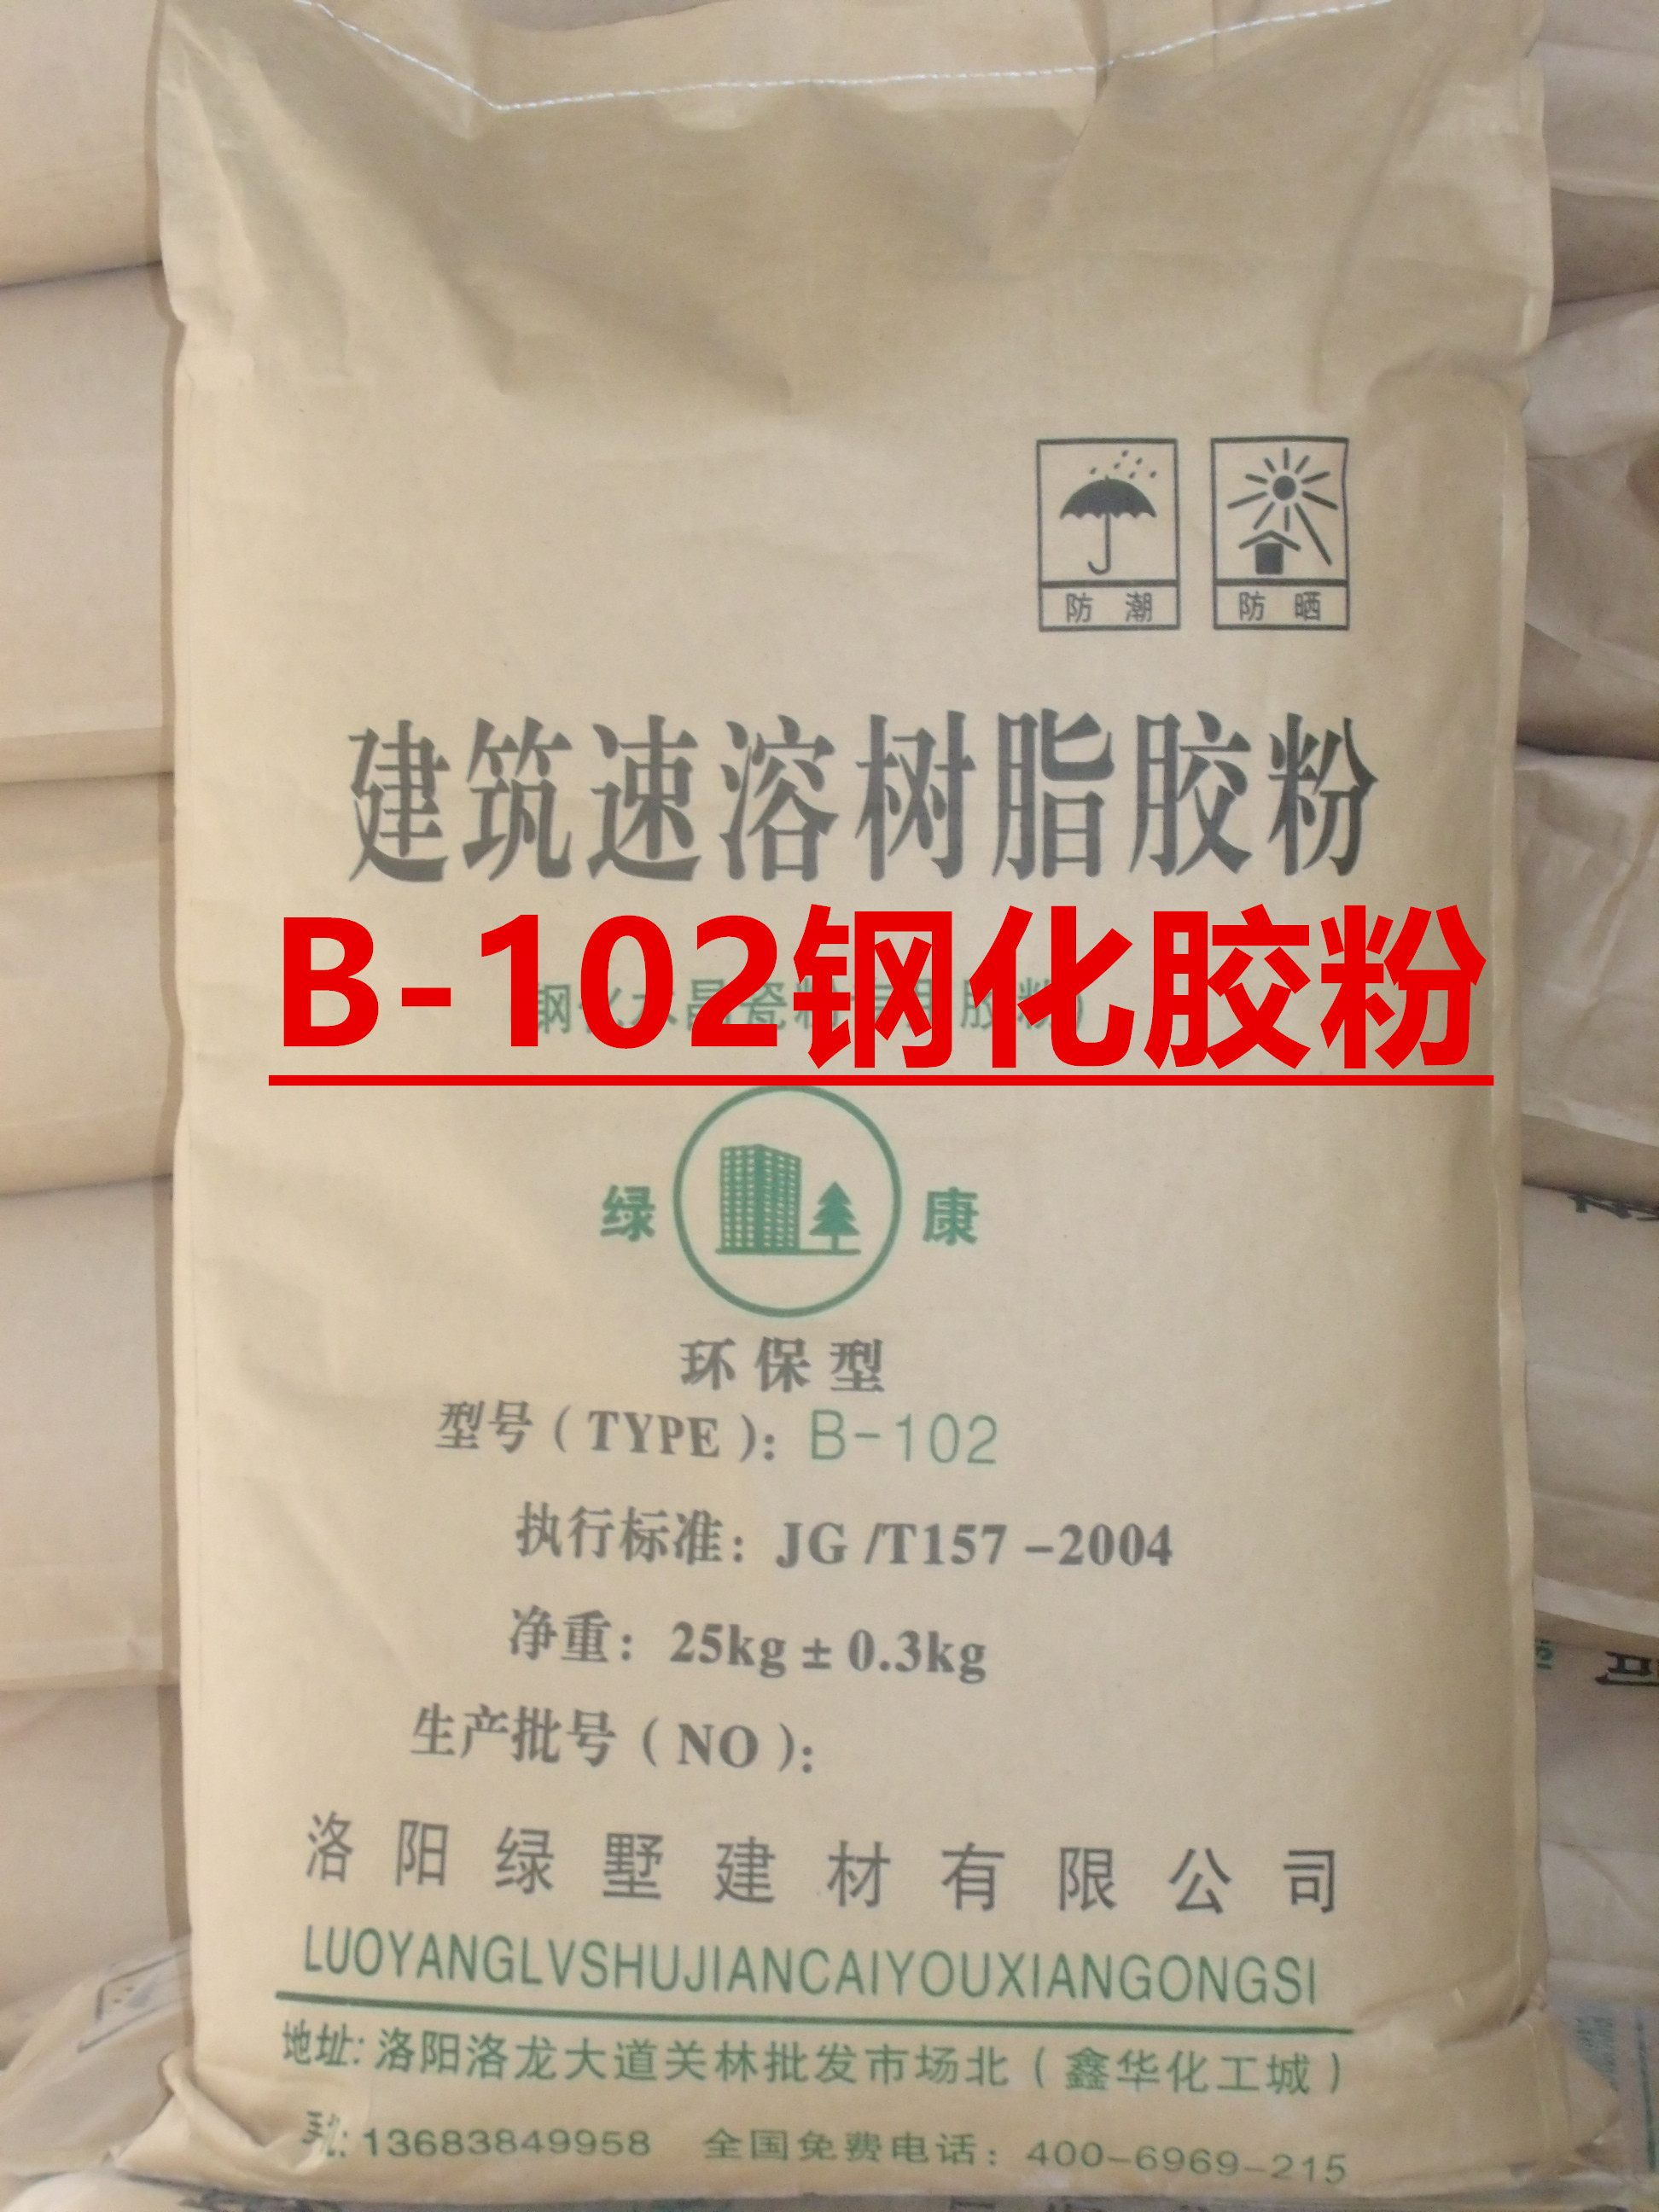 防潮 防晒
建筑速溶树脂胶粉
B-102钢化胶粉
绿 康
环保型
型号（TYPE）：B-102
执行标准：JG/T157-2004
净重：25kg±0.3kg
生产批号（NO）：
洛阳绿墅建材有限公司
LUOYANGLVSHUJIANCAIYOUXIANGONGSI
地址：洛阳洛龙大道关林批发市场北（鑫华化工城）
手机：13683849958 全国免费电话：400-6969-215